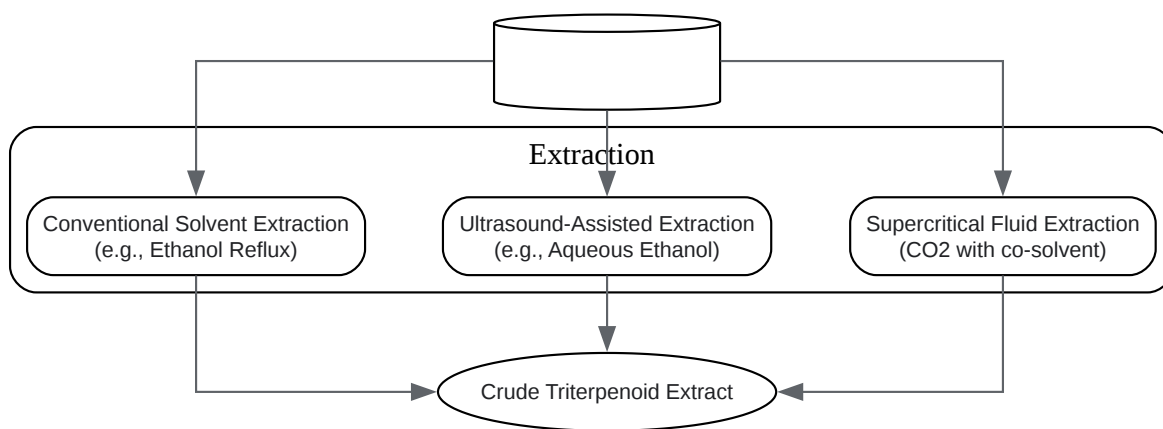 Extraction
Conventional Solvent Extraction
(e.g., Ethanol Reflux)
Ultrasound-Assisted Extraction
(e.g., Aqueous Ethanol)
Supercritical Fluid Extraction
(CO2 with co-solvent)
Crude Triterpenoid Extract